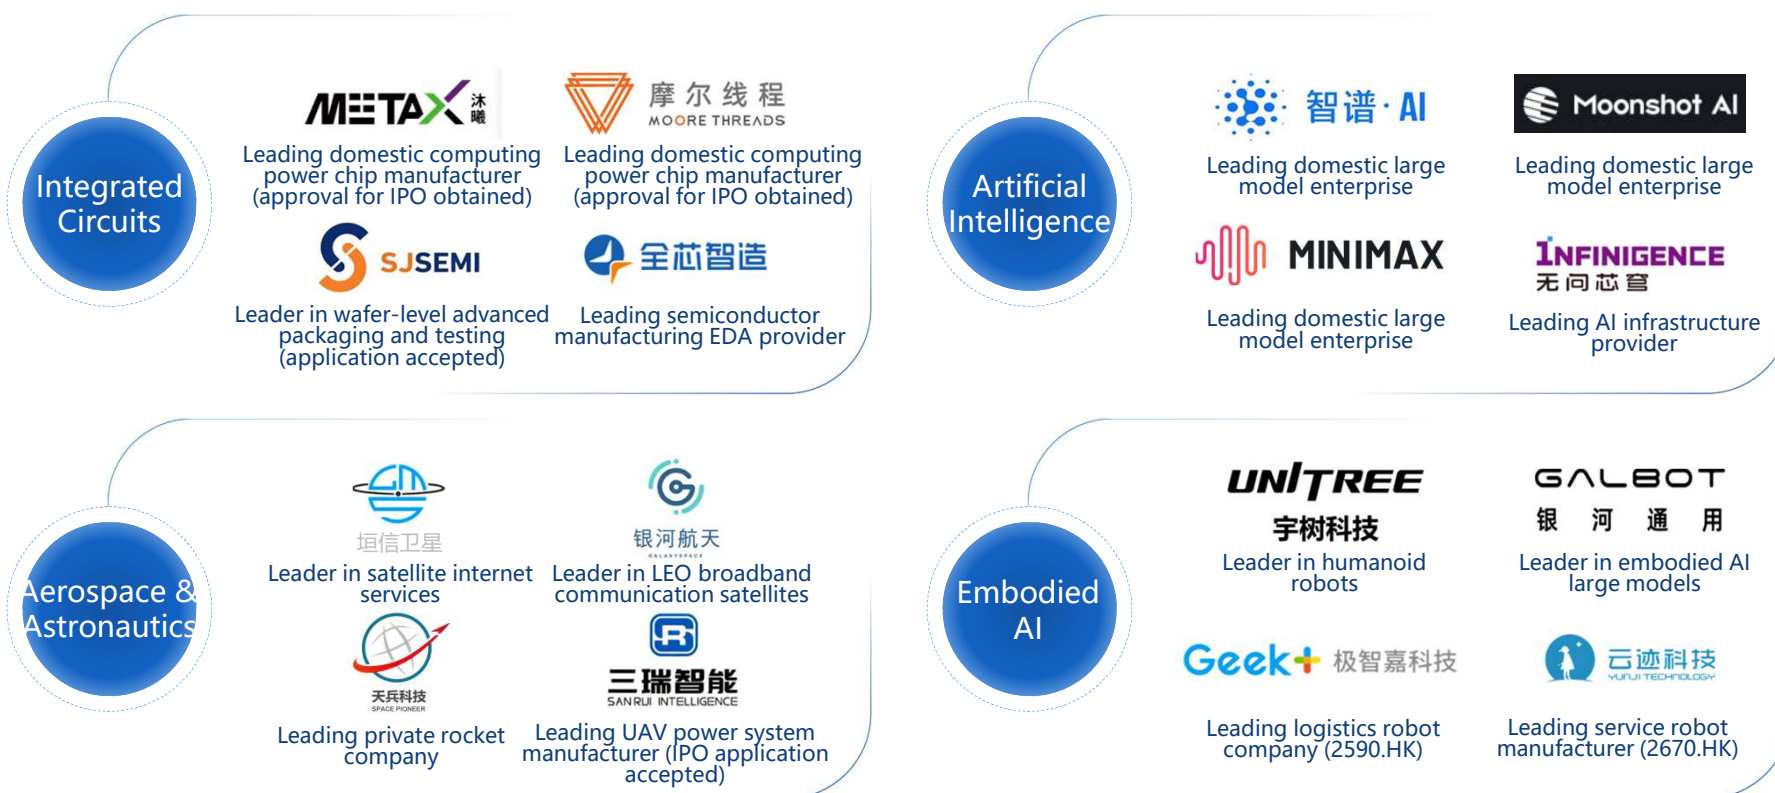 Integrated
Circuits
METAX 沐曦
摩尔线程
MOORE THREADS
Leading domestic computing
power chip manufacturer
(approval for IPO obtained)
Leading domestic computing
power chip manufacturer
(approval for IPO obtained)
SJSEMI
全芯智造
Leader in wafer-level advanced
packaging and testing
(application accepted)
Leading semiconductor
manufacturing EDA provider
Artificial
Intelligence
智谱·AI
Moonshot AI
Leading domestic large
model enterprise
Leading domestic large
model enterprise
MINIMAX
INFINIGENCE
无问芯穹
Leading domestic large
model enterprise
Leading AI infrastructure
provider
Aerospace &
Astronautics
垣信卫星
银河航天
GALAXYSPACE
Leader in satellite internet
services
Leader in LEO broadband
communication satellites
天兵科技
SPACE PIONEER
三瑞智能
SANRUI INTELLIGENCE
Leading private rocket
company
Leading UAV power system
manufacturer (IPO application
accepted)
Embodied
AI
UNITREE
宇树科技
GALBOT
银河通用
Leader in humanoid
robots
Leader in embodied AI
large models
Geek+ 极智嘉科技
云迹科技
YUNJI TECHNOLOGY
Leading logistics robot
company (2590.HK)
Leading service robot
manufacturer (2670.HK)